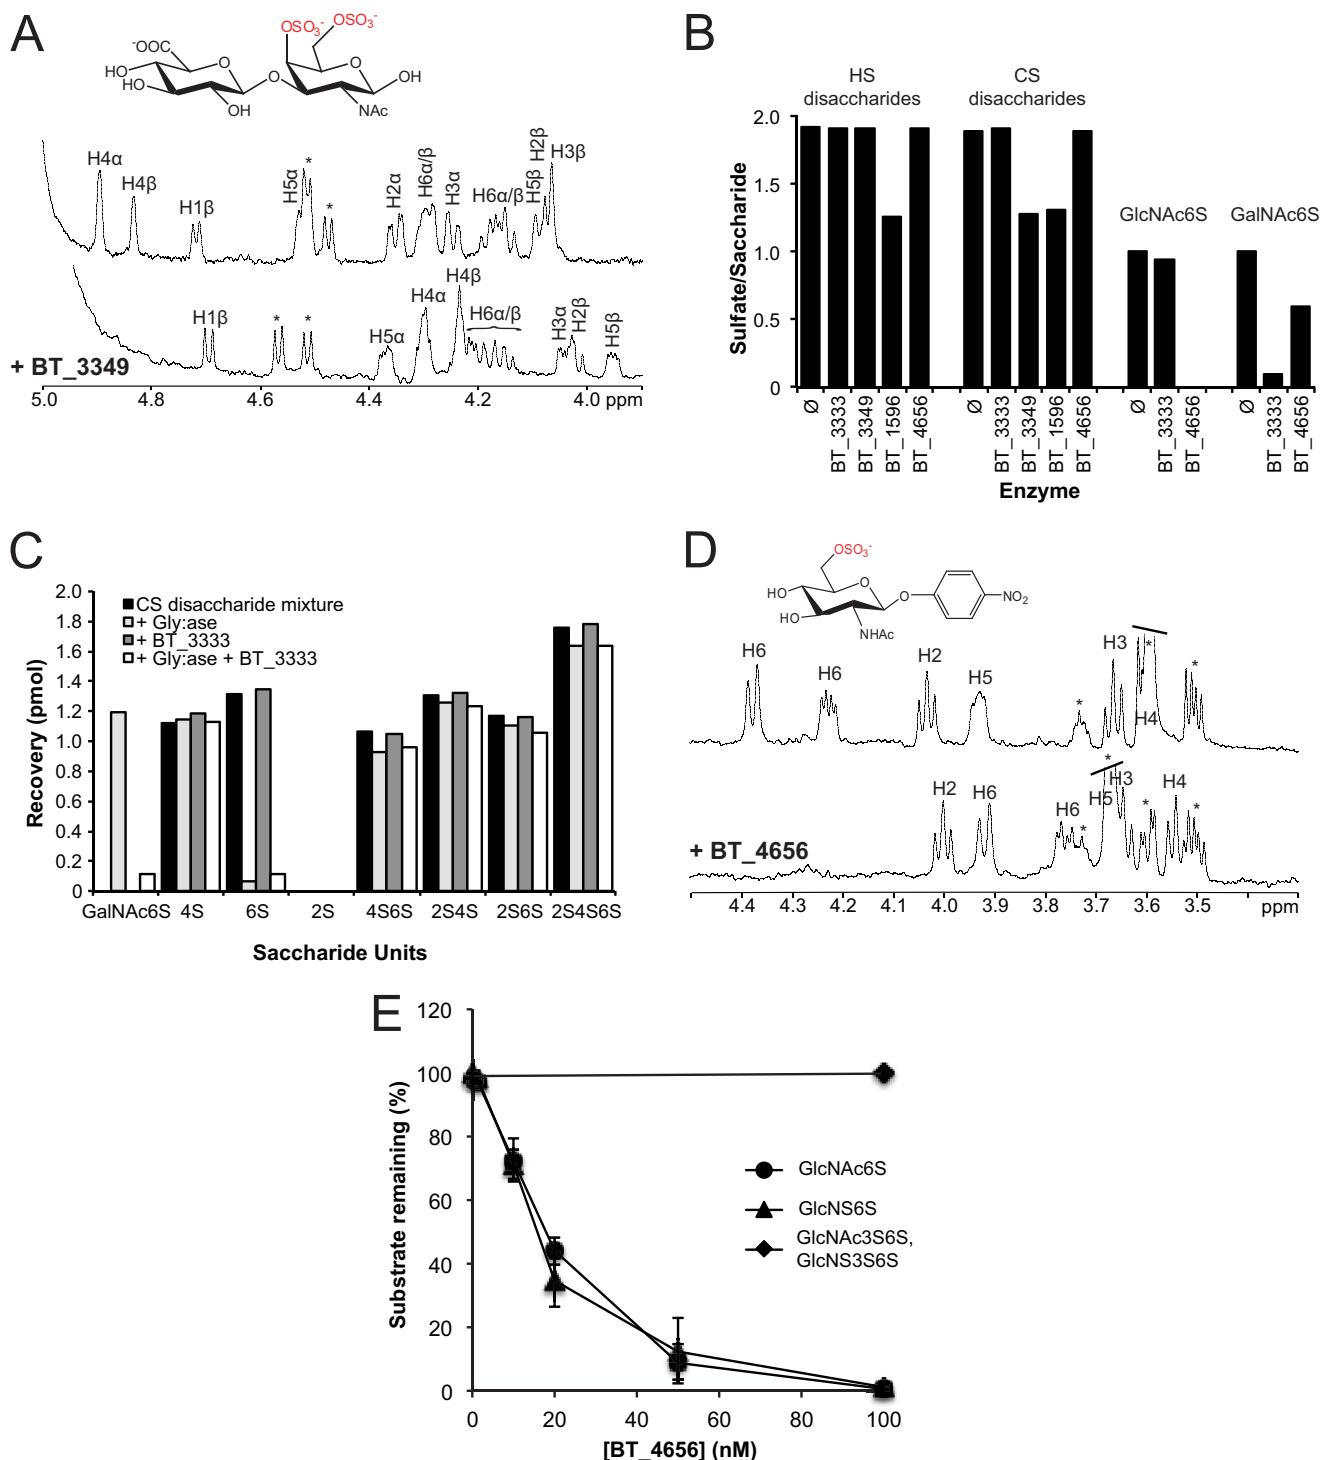 A
OSO₃⁻
OSO₃⁻
⁻OOC
HO
HO
O
OH
O
O
OH
NAc
H4α
H4β
H1β
H5α
*
*
H2α
H6α/β
H3α
H6α/β
H5β
H2β
H3β
H1β
*
*
H5α
H4α
H4β
H6α/β
H3α
H2β
H5β
+ BT_3349
5.0 4.8 4.6 4.4 4.2 4.0 ppm
B
HS disaccharides
CS disaccharides
GlcNAc6S
GalNAc6S
Sulfate/Saccharide
2.0
1.5
1.0
0.5
0
Ø BT_3333 BT_3349 BT_1596 BT_4656
Ø BT_3333 BT_3349 BT_1596 BT_4656
Ø BT_3333 BT_4656
Ø BT_3333 BT_4656
Enzyme
C
CS disaccharide mixture
+ Gly:ase
+ BT_3333
+ Gly:ase + BT_3333
Recovery (pmol)
2.0
1.8
1.6
1.4
1.2
1.0
0.8
0.6
0.4
0.2
0
GalNAc6S 4S 6S 2S 4S6S 2S4S 2S6S 2S4S6S
Saccharide Units
D
OSO₃⁻
HO
HO
O
O
NHAc
NO₂
H6
H6
H2
H5
*
H3
*
H4
*
H2
H6
H6
*
*
H5
H3
*
H4
*
+ BT_4656
4.4 4.3 4.2 4.1 4.0 3.9 3.8 3.7 3.6 3.5 ppm
E
Substrate remaining (%)
120
100
80
60
40
20
0
0 20 40 60 80 100
[BT_4656] (nM)
GlcNAc6S
GlcNS6S
GlcNAc3S6S,
GlcNS3S6S